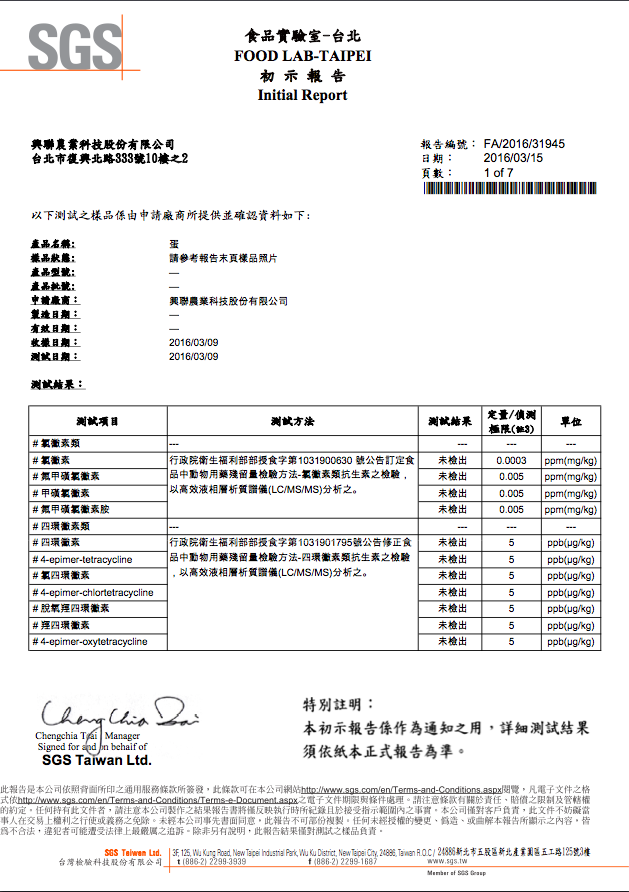 SGS
食品實驗室-台北
FOOD LAB-TAIPEI
初示報告
Initial Report
興聯農業科技股份有限公司
台北市復興北路333號10樓之2
報告編號： FA/2016/31945
日期： 2016/03/15
頁數： 1 of 7
以下測試之樣品係由申請廠商所提供並確認資料如下:
產品名稱: 蛋
樣品狀態: 請參考報告末頁樣品照片
產品型號: —
產品批號: —
申請廠商： 興聯農業科技股份有限公司
製造日期： —
有效日期： —
收樣日期： 2016/03/09
測試日期： 2016/03/09
測試結果：
測試項目 測試方法 測試結果 定量/偵測極限(註3) 單位
# 氯黴素類 --- --- --- ---
# 氯黴素 行政院衛生福利部部授食字第1031900630 號公告訂定食 未檢出 0.0003 ppm(mg/kg)
# 氟甲磺氯黴素 品中動物用藥殘留量檢驗方法-氯黴素類抗生素之檢驗， 未檢出 0.005 ppm(mg/kg)
# 甲磺氯黴素 以高效液相層析質譜儀(LC/MS/MS)分析之。 未檢出 0.005 ppm(mg/kg)
# 氟甲磺氯黴素胺 未檢出 0.005 ppm(mg/kg)
# 四環黴素類 --- --- --- ---
# 四環黴素 行政院衛生福利部部授食字第1031901795號公告修正食 未檢出 5 ppb(μg/kg)
# 4-epimer-tetracycline 品中動物用藥殘留量檢驗方法-四環黴素類抗生素之檢驗 未檢出 5 ppb(μg/kg)
# 氯四環黴素 ，以高效液相層析質譜儀(LC/MS/MS)分析之。 未檢出 5 ppb(μg/kg)
# 4-epimer-chlortetracycline 未檢出 5 ppb(μg/kg)
# 脫氧羥四環黴素 未檢出 5 ppb(μg/kg)
# 羥四環黴素 未檢出 5 ppb(μg/kg)
# 4-epimer-oxytetracycline 未檢出 5 ppb(μg/kg)
Chengchia Tsai
Chengchia Tsai Manager
Signed for and on behalf of
SGS Taiwan Ltd.
特別註明：
本初示報告係作為通知之用，詳細測試結果
須依紙本正式報告為準。
此報告是本公司依照背面所印之通用服務條款所簽發，此條款可在本公司網站http://www.sgs.com/en/Terms-and-Conditions.aspx閱覽，凡電子文件之格
式依http://www.sgs.com/en/Terms-and-Conditions/Terms-e-Document.aspx之電子文件期限與條件處理。請注意條款有關於責任、賠償之限制及管轄權
的約定。任何持有此文件者，請注意本公司製作之結果報告書將僅反映執行時所紀錄且於接受指示範圍內之事實。本公司僅對客戶負責，此文件不妨礙當
事人在交易上權利之行使或義務之免除。未經本公司事先書面同意，此報告不可部份複製。任何未經授權的變更、偽造、或曲解本報告所顯示之內容，皆
為不合法，違犯者可能遭受法律上最嚴厲之追訴。除非另有說明，此報告結果僅對測試之樣品負責。
SGS Taiwan Ltd. 3F, 125, Wu Kung Road, New Taipei Industrial Park, Wu Ku District, New Taipei City, 24886, Taiwan R.O.C / 24886新北市五股區新北產業園區五工路125號3樓
台灣檢驗科技股份有限公司 t (886-2) 2299-3939 f (886-2) 2299-1687 www.sgs.tw
Member of SGS Group